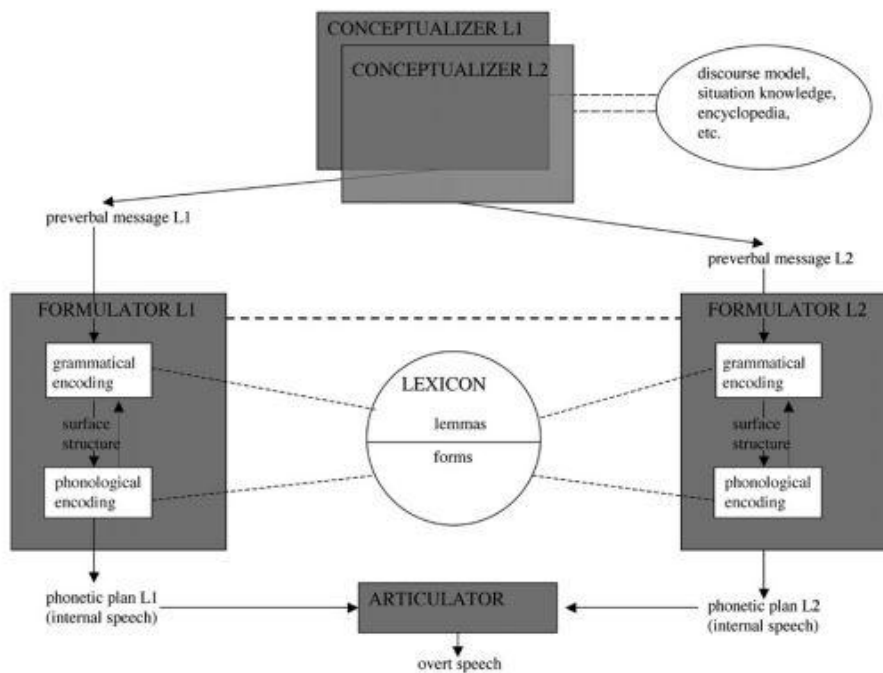 CONCEPTUALIZER L1
CONCEPTUALIZER L2
discourse model,
situation knowledge,
encyclopedia,
etc.
preverbal message L1
preverbal message L2
FORMULATOR L1
grammatical
encoding
surface
structure
phonological
encoding
LEXICON
lemmas
forms
FORMULATOR L2
grammatical
encoding
surface
structure
phonological
encoding
phonetic plan L1
(internal speech)
ARTICULATOR
phonetic plan L2
(internal speech)
overt speech